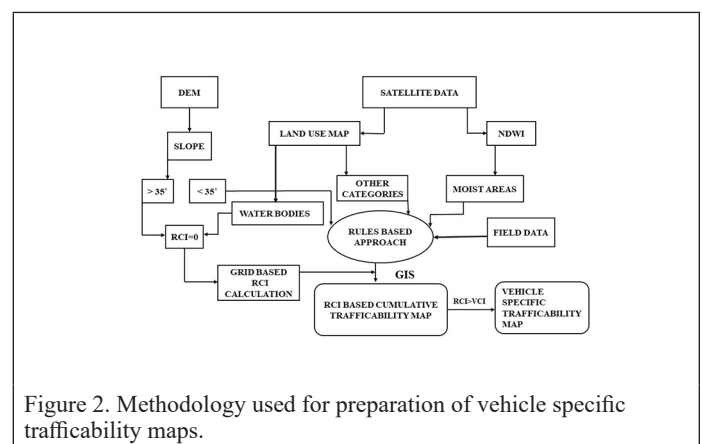 DEM
SATELLITE DATA
LAND USE MAP
NDWI
SLOPE
> 35˚
< 35˚
OTHER
CATEGORIES
MOIST AREAS
WATER BODIES
RULES BASED
APPROACH
FIELD DATA
RCI=0
GRID BASED
RCI
CALCULATION
GIS
RCI BASED CUMULATIVE
TRAFFICABILITY MAP
RCI>VCI
VEHICLE
SPECIFIC
TRAFFICABILITY
MAP
Figure 2. Methodology used for preparation of vehicle specific
trafficability maps.